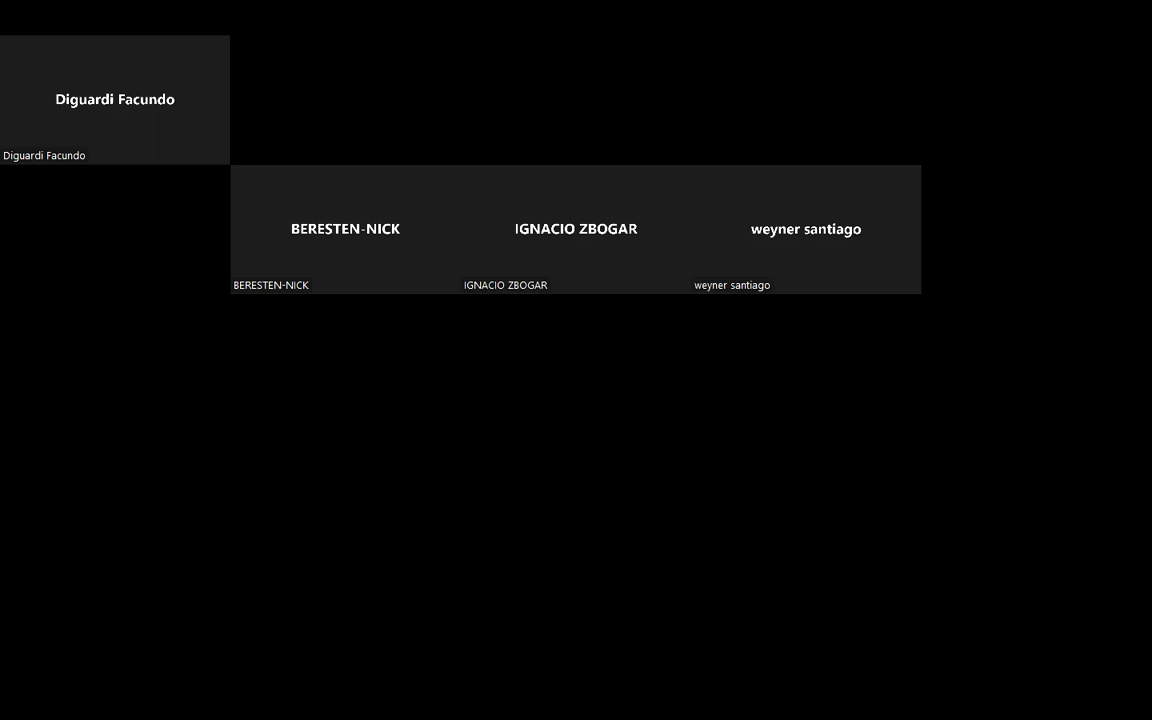 Diguardi Facundo
Diguardi Facundo
BERESTEN-NICK
IGNACIO ZBOGAR
weyner santiago
BERESTEN-NICK
IGNACIO ZBOGAR
weyner santiago